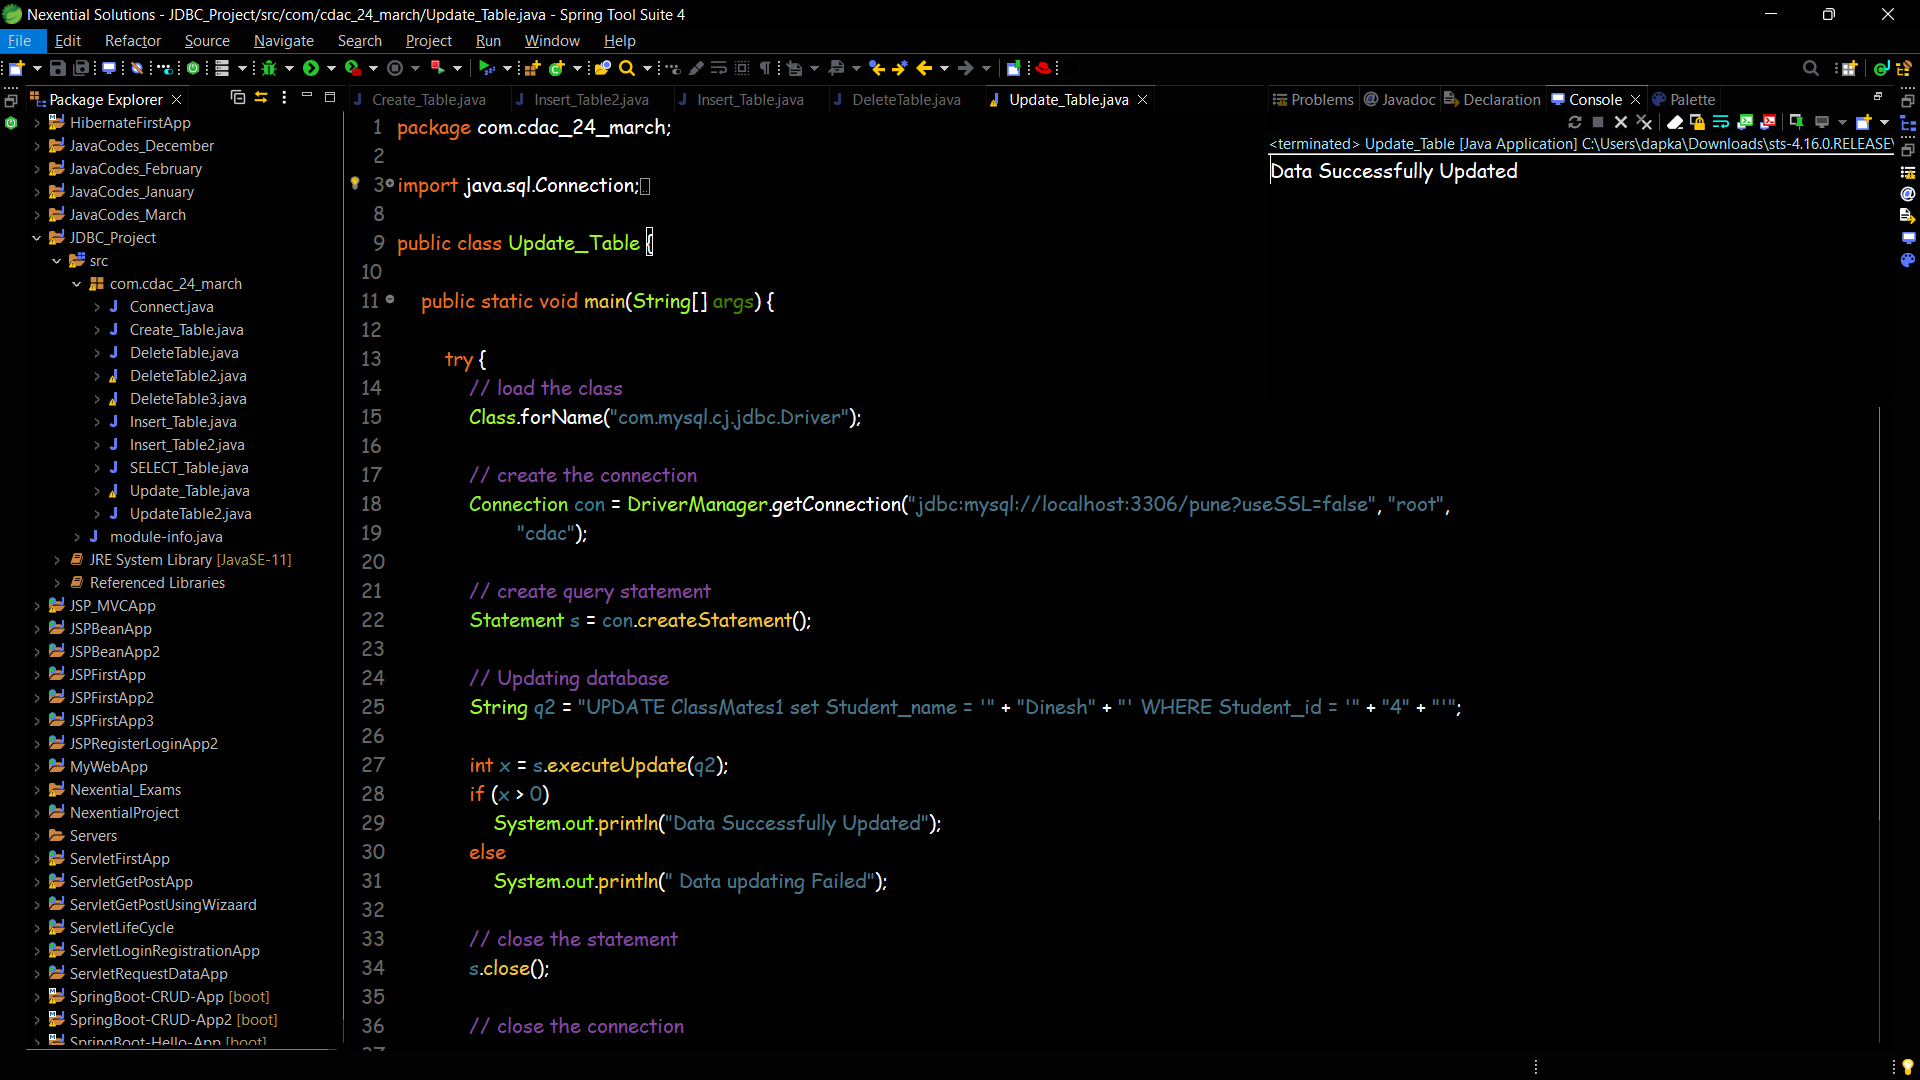 Nexential Solutions - JDBC_Project/src/com/cdac_24_march/Update_Table.java - Spring Tool Suite 4
File Edit Refactor Source Navigate Search Project Run Window Help
Package Explorer
HibernateFirstApp
JavaCodes_December
JavaCodes_February
JavaCodes_January
JavaCodes_March
JDBC_Project
src
com.cdac_24_march
Connect.java
Create_Table.java
DeleteTable.java
DeleteTable2.java
DeleteTable3.java
Insert_Table.java
Insert_Table2.java
SELECT_Table.java
Update_Table.java
UpdateTable2.java
module-info.java
JRE System Library [JavaSE-11]
Referenced Libraries
JSP_MVCApp
JSPBeanApp
JSPBeanApp2
JSPFirstApp
JSPFirstApp2
JSPFirstApp3
JSPRegisterLoginApp2
MyWebApp
Nexential_Exams
NexentialProject
Servers
ServletFirstApp
ServletGetPostApp
ServletGetPostUsingWizaard
ServletLifeCycle
ServletLoginRegistrationApp
ServletRequestDataApp
SpringBoot-CRUD-App [boot]
SpringBoot-CRUD-App2 [boot]
SpringBoot-Hello-App [boot]
Create_Table.java Insert_Table2.java Insert_Table.java DeleteTable.java Update_Table.java
1 package com.cdac_24_march;
2
3 import java.sql.Connection;
8
9 public class Update_Table {
10
11 public static void main(String[] args) {
12
13 try {
14 // load the class
15 Class.forName("com.mysql.cj.jdbc.Driver");
16
17 // create the connection
18 Connection con = DriverManager.getConnection("jdbc:mysql://localhost:3306/pune?useSSL=false", "root",
19 "cdac");
20
21 // create query statement
22 Statement s = con.createStatement();
23
24 // Updating database
25 String q2 = "UPDATE ClassMates1 set Student_name = '" + "Dinesh" + "' WHERE Student_id = '" + "4" + "'";
26
27 int x = s.executeUpdate(q2);
28 if (x > 0)
29 System.out.println("Data Successfully Updated");
30 else
31 System.out.println(" Data updating Failed");
32
33 // close the statement
34 s.close();
35
36 // close the connection
37
Problems Javadoc Declaration Console Palette
<terminated> Update_Table [Java Application] C:\Users\dapka\Downloads\sts-4.16.0.RELEASE\
Data Successfully Updated